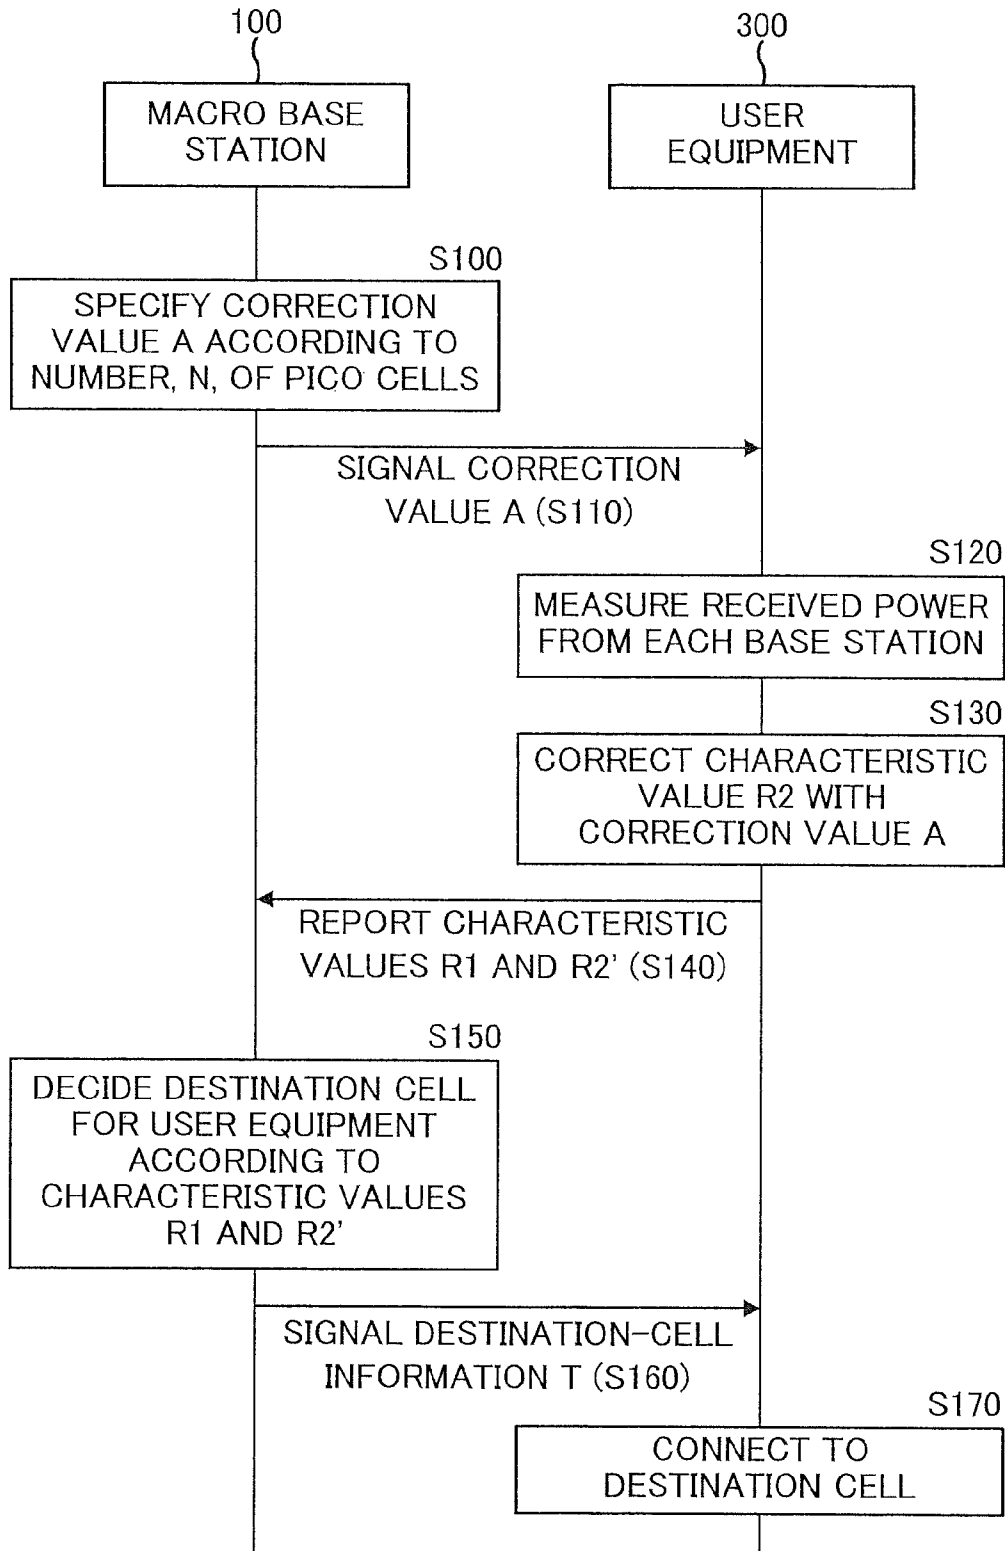 100
300
MACRO BASE
STATION
USER
EQUIPMENT
S100
SPECIFY CORRECTION
VALUE A ACCORDING TO
NUMBER, N, OF PICO CELLS
SIGNAL CORRECTION
VALUE A (S110)
S120
MEASURE RECEIVED POWER
FROM EACH BASE STATION
S130
CORRECT CHARACTERISTIC
VALUE R2 WITH
CORRECTION VALUE A
REPORT CHARACTERISTIC
VALUES R1 AND R2' (S140)
S150
DECIDE DESTINATION CELL
FOR USER EQUIPMENT
ACCORDING TO
CHARACTERISTIC VALUES
R1 AND R2'
SIGNAL DESTINATION-CELL
INFORMATION T (S160)
S170
CONNECT TO
DESTINATION CELL